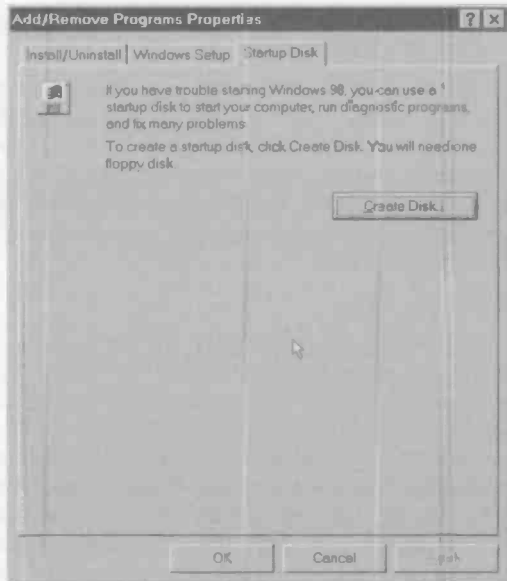 Add/Remove Programs Properties
Install/Uninstall Windows Setup Startup Disk
If you have trouble starting Windows 98, you can use a
startup disk to start your computer, run diagnostic programs,
and fix many problems
To create a startup disk, click Create Disk. You will need one
floppy disk.
Create Disk...
OK Cancel